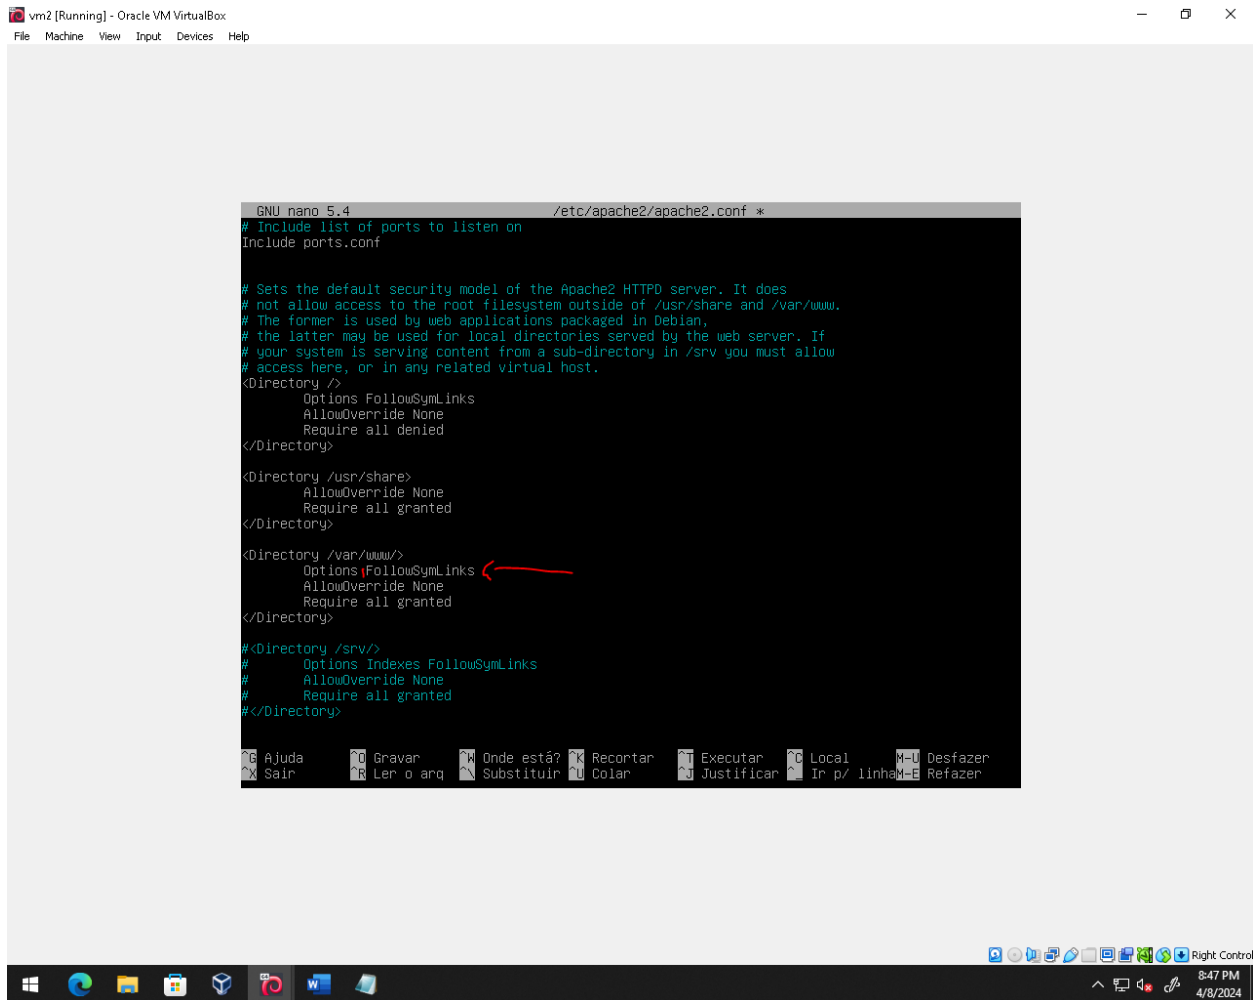 vm2 [Running] - Oracle VM VirtualBox
File Machine View Input Devices Help
GNU nano 5.4 /etc/apache2/apache2.conf *
# Include list of ports to listen on
Include ports.conf
# Sets the default security model of the Apache2 HTTPD server. It does
# not allow access to the root filesystem outside of /usr/share and /var/www.
# The former is used by web applications packaged in Debian,
# the latter may be used for local directories served by the web server. If
# your system is serving content from a sub-directory in /srv you must allow
# access here, or in any related virtual host.
<Directory />
Options FollowSymLinks
AllowOverride None
Require all denied
</Directory>
<Directory /usr/share>
AllowOverride None
Require all granted
</Directory>
<Directory /var/www/>
Options FollowSymLinks
AllowOverride None
Require all granted
</Directory>
#<Directory /srv/>
# Options Indexes FollowSymLinks
# AllowOverride None
# Require all granted
#</Directory>
^G Ajuda ^O Gravar ^W Onde está? ^K Recortar ^T Executar ^C Local M-U Desfazer
^X Sair ^R Ler o arq ^\ Substituir ^U Colar ^J Justificar ^_ Ir p/ linha M-E Refazer
Right Control
8:47 PM
4/8/2024